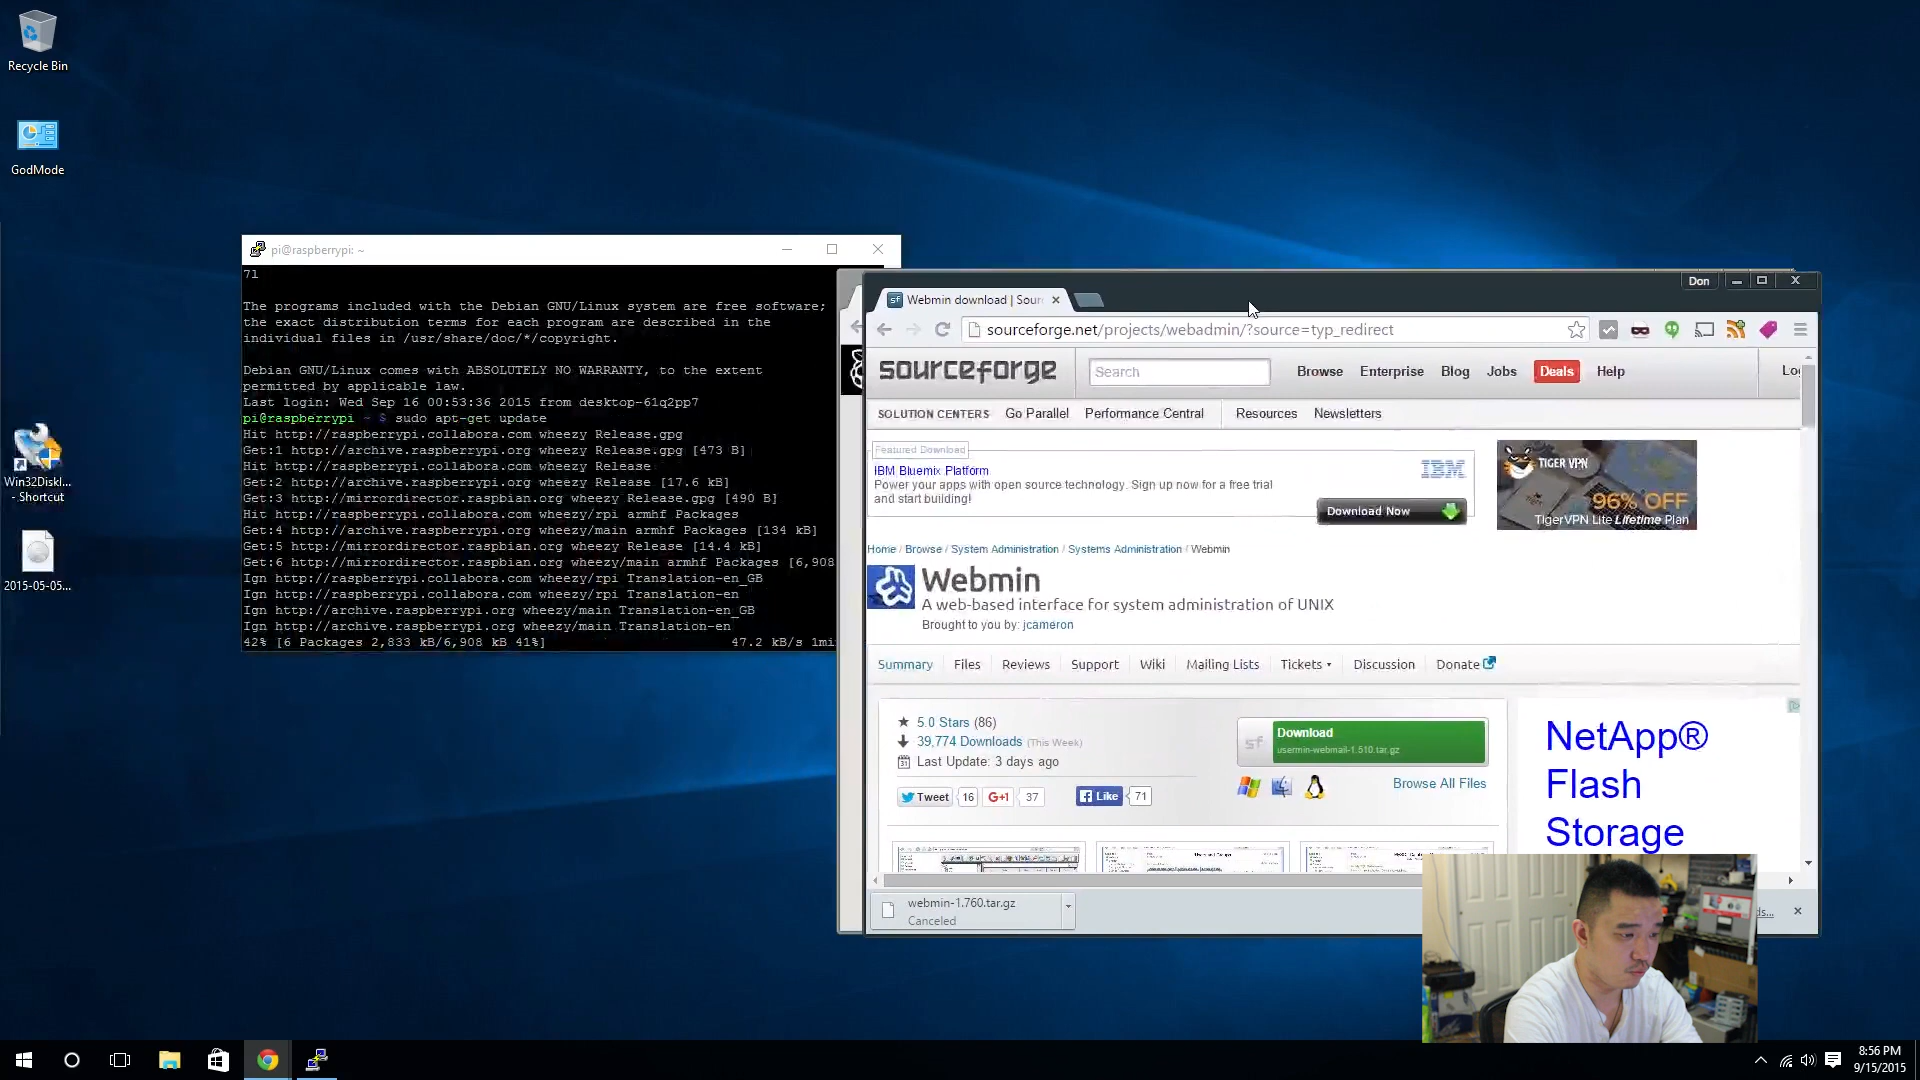 Recycle Bin
GodMode
Win32DiskI...
- Shortcut
2015-05-05...
pi@raspberrypi: ~
71
The programs included with the Debian GNU/Linux system are free software;
the exact distribution terms for each program are described in the
individual files in /usr/share/doc/*/copyright.
Debian GNU/Linux comes with ABSOLUTELY NO WARRANTY, to the extent
permitted by applicable law.
Last login: Wed Sep 16 00:53:36 2015 from desktop-61q2pp7
pi@raspberrypi ~ $ sudo apt-get update
Hit http://raspberrypi.collabora.com wheezy Release.gpg
Get:1 http://archive.raspberrypi.org wheezy Release.gpg [473 B]
Hit http://raspberrypi.collabora.com wheezy Release
Get:2 http://archive.raspberrypi.org wheezy Release [17.6 kB]
Get:3 http://mirrordirector.raspbian.org wheezy Release.gpg [490 B]
Hit http://raspberrypi.collabora.com wheezy/rpi armhf Packages
Get:4 http://archive.raspberrypi.org wheezy/main armhf Packages [134 kB]
Get:5 http://mirrordirector.raspbian.org wheezy Release [14.4 kB]
Get:6 http://mirrordirector.raspbian.org wheezy/main armhf Packages [6,908
Ign http://raspberrypi.collabora.com wheezy/rpi Translation-en_GB
Ign http://raspberrypi.collabora.com wheezy/rpi Translation-en
Ign http://archive.raspberrypi.org wheezy/main Translation-en_GB
Ign http://archive.raspberrypi.org wheezy/main Translation-en
42% [6 Packages 2,833 kB/6,908 kB 41%] 47.2 kB/s 1mi
Don
Webmin download | Sour
sourceforge.net/projects/webadmin/?source=typ_redirect
sourceforge
Search
Browse Enterprise Blog Jobs Deals Help Log
SOLUTION CENTERS Go Parallel Performance Central Resources Newsletters
Featured Download
IBM Bluemix Platform
Power your apps with open source technology. Sign up now for a free trial
and start building!
IBM
Download Now
TIGER VPN
96% OFF
TigerVPN Lite Lifetime Plan
Home / Browse / System Administration / Systems Administration / Webmin
Webmin
A web-based interface for system administration of UNIX
Brought to you by: jcameron
Summary Files Reviews Support Wiki Mailing Lists Tickets Discussion Donate
5.0 Stars (86)
39,774 Downloads (This Week)
Last Update: 3 days ago
Tweet 16 G+1 37 Like 71
sf Download
usermin-webmail-1.510.tar.gz
Browse All Files
NetApp®
Flash
Storage
webmin-1.760.tar.gz
Canceled
ds...
8:56 PM
9/15/2015